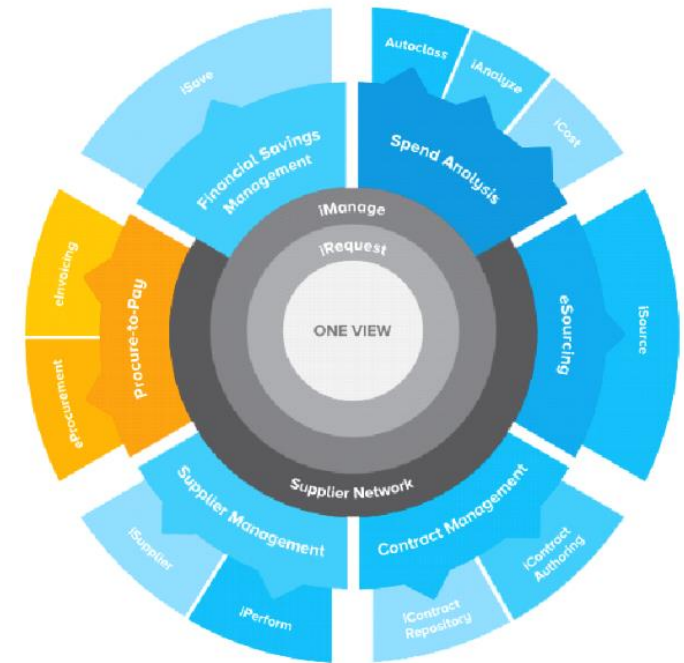 iSave
Financial Savings
Management
Autoclass
iAnalyze
iCost
Spend Analysis
iManage
iRequest
ONE VIEW
Supplier Network
eSourcing
iSource
eInvoicing
eProcurement
Procure-to-Pay
Supplier Management
iSupplier
iPerform
Contract Management
iContract
Repository
iContract
Authoring